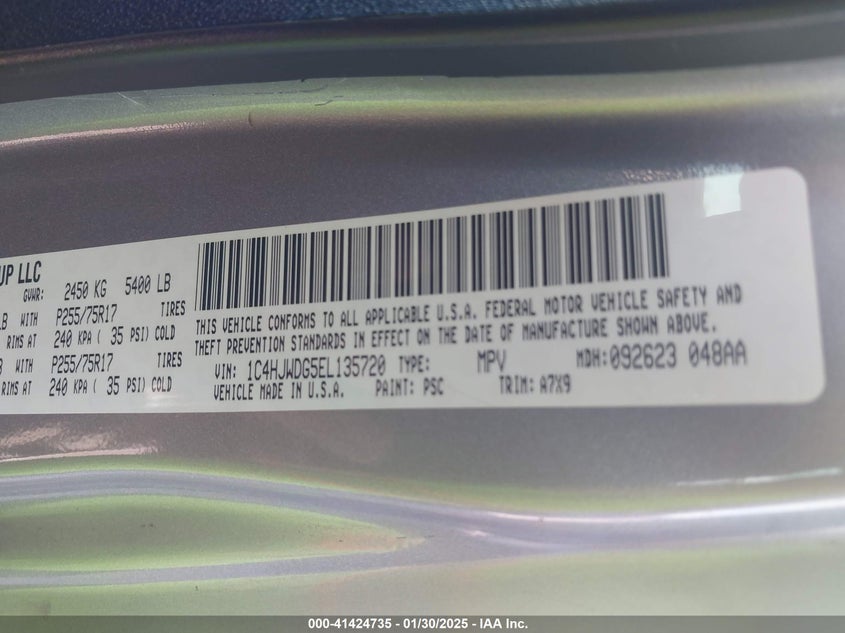 UP LLC
GVWR: 2450 KG 5400 LB
LB WITH P255/75R17 TIRES
RIMS AT 240 KPA ( 35 PSI) COLD
WITH P255/75R17 TIRES
RIMS AT 240 KPA ( 35 PSI) COLD
THIS VEHICLE CONFORMS TO ALL APPLICABLE U.S.A. FEDERAL MOTOR VEHICLE SAFETY AND
THEFT PREVENTION STANDARDS IN EFFECT ON THE DATE OF MANUFACTURE SHOWN ABOVE.
VIN: 1C4HJWDG5EL135720 TYPE: MPV MDH: 092623 048AA
VEHICLE MADE IN U.S.A. PAINT: PSC TRIM: A7X9
000-41424735 - 01/30/2025 - IAA Inc.